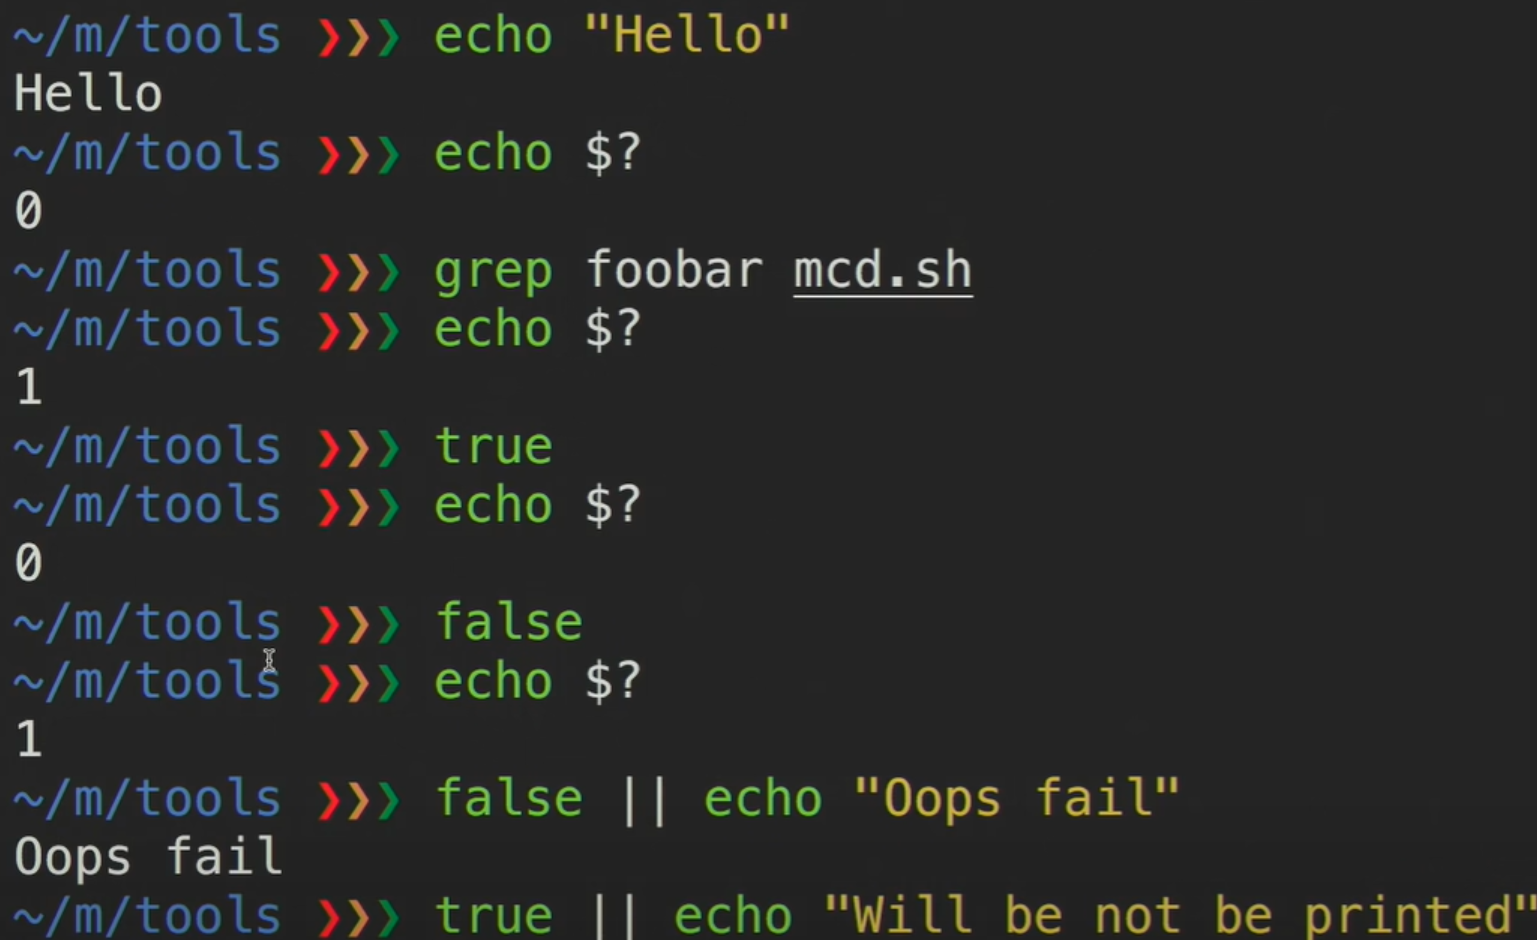 ~/m/tools ❯❯❯ echo "Hello"
Hello
~/m/tools ❯❯❯ echo $?
0
~/m/tools ❯❯❯ grep foobar mcd.sh
~/m/tools ❯❯❯ echo $?
1
~/m/tools ❯❯❯ true
~/m/tools ❯❯❯ echo $?
0
~/m/tools ❯❯❯ false
~/m/tools ❯❯❯ echo $?
1
~/m/tools ❯❯❯ false || echo "Oops fail"
Oops fail
~/m/tools ❯❯❯ true || echo "Will be not be printed"